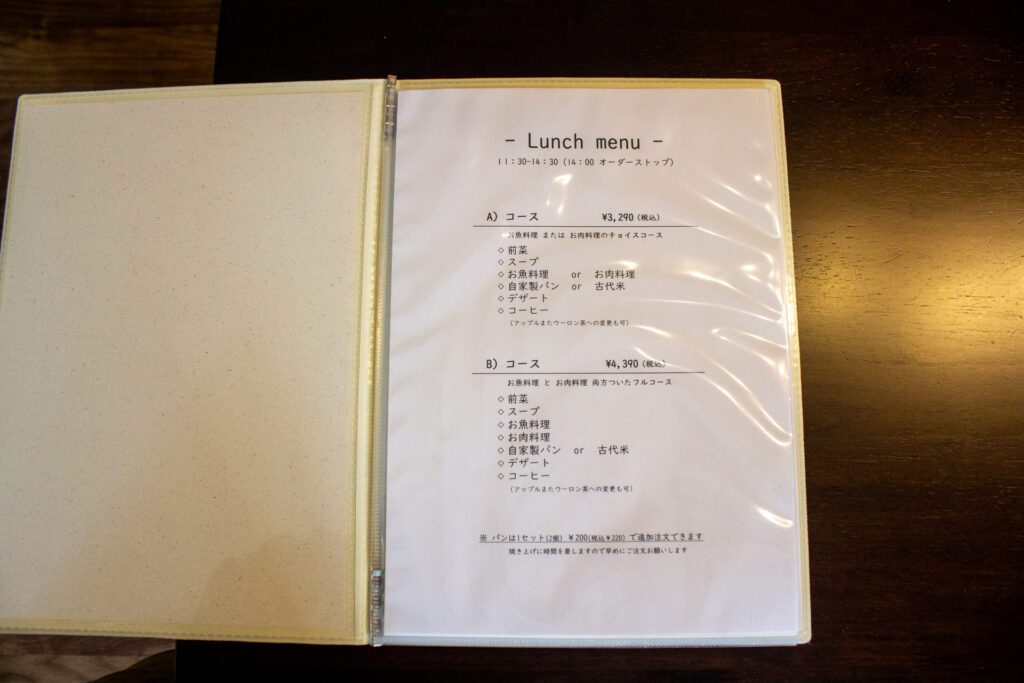 - Lunch menu -
11:30-14:30 (14:00 オーダーストップ)
A) コース ¥3,290 (税込)
お魚料理 または お肉料理のチョイスコース
◇前菜
◇スープ
◇お魚料理 or お肉料理
◇自家製パン or 古代米
◇デザート
◇コーヒー
(アップルまたウーロン茶への変更も可)
B) コース ¥4,390 (税込)
お魚料理 と お肉料理 両方ついたフルコース
◇前菜
◇スープ
◇お魚料理
◇お肉料理
◇自家製パン or 古代米
◇デザート
◇コーヒー
(アップルまたウーロン茶への変更も可)
※ パンは1セット(2個) ¥200(税込¥220) で追加注文できます
焼き上げに時間を要しますので早めにご注文お願いします